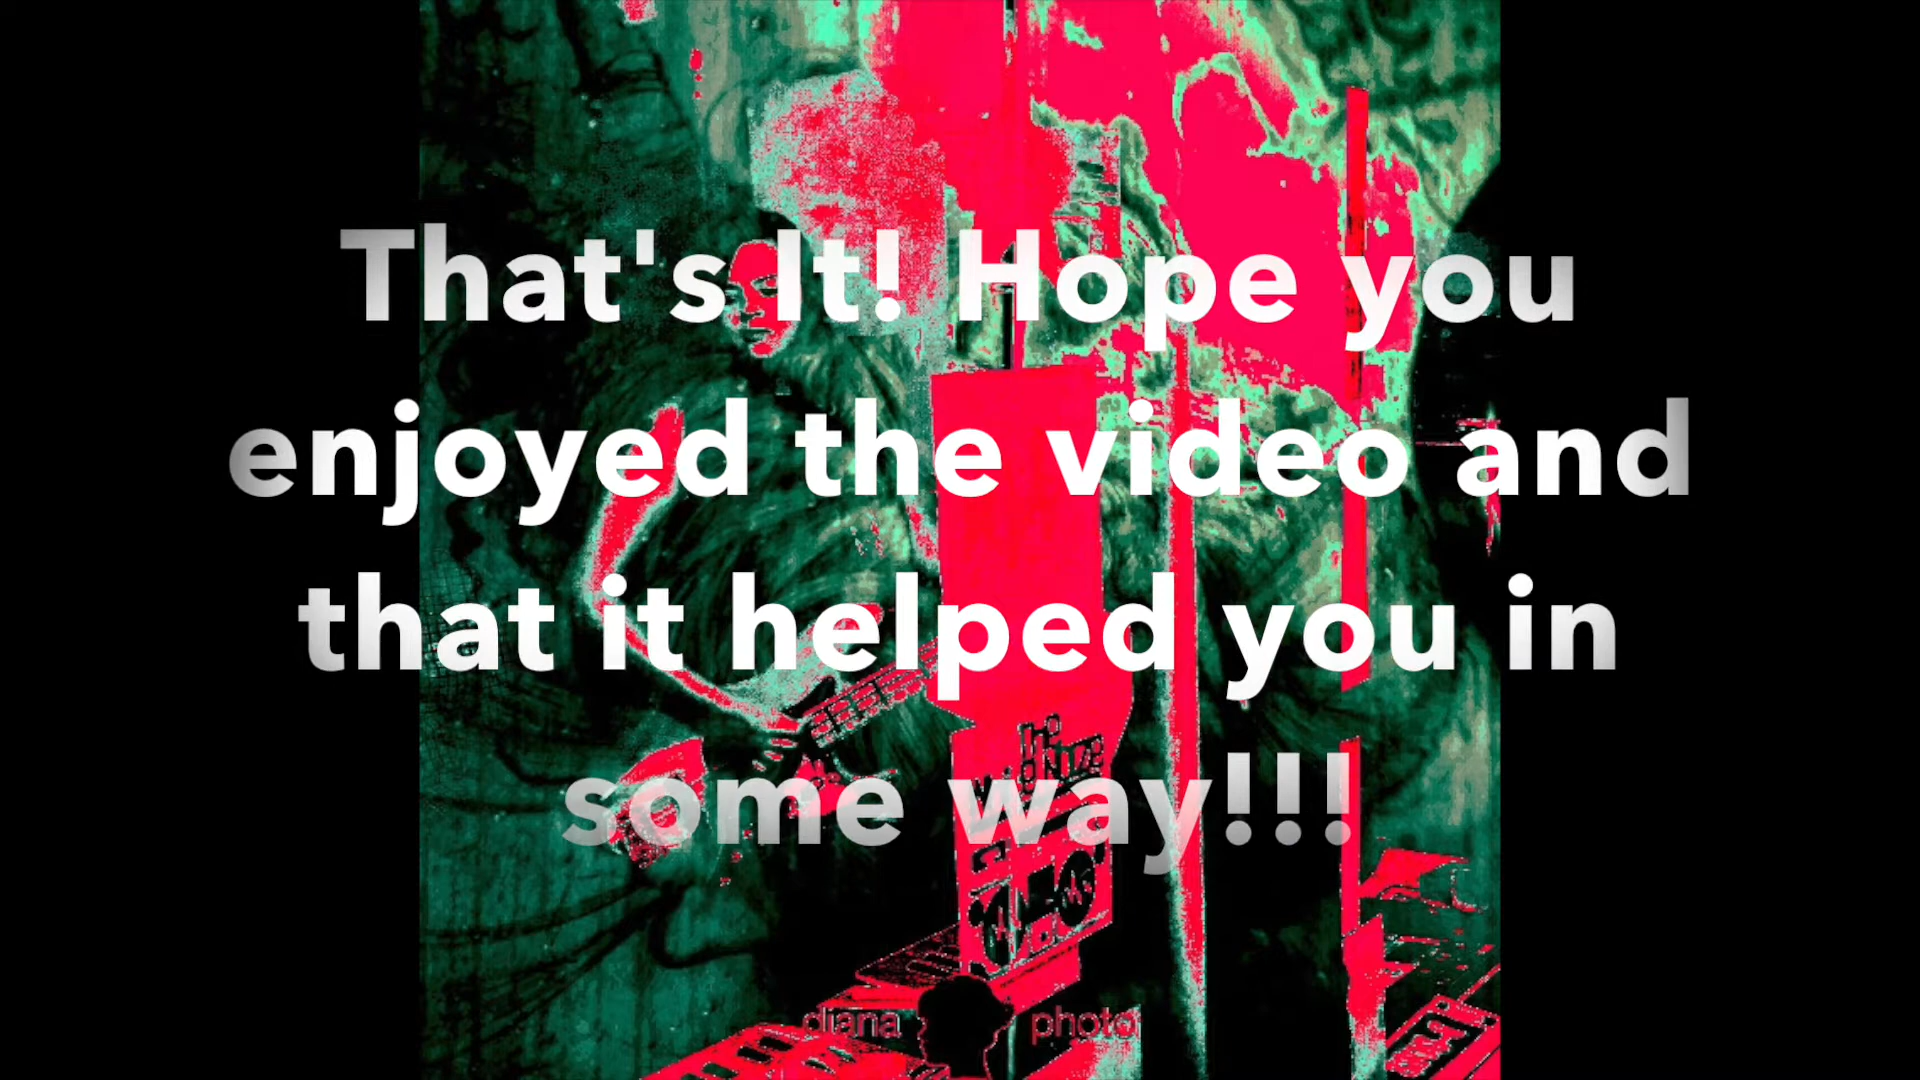 That's It! Hope you
enjoyed the video and
that it helped you in
some way!!!
diana photo